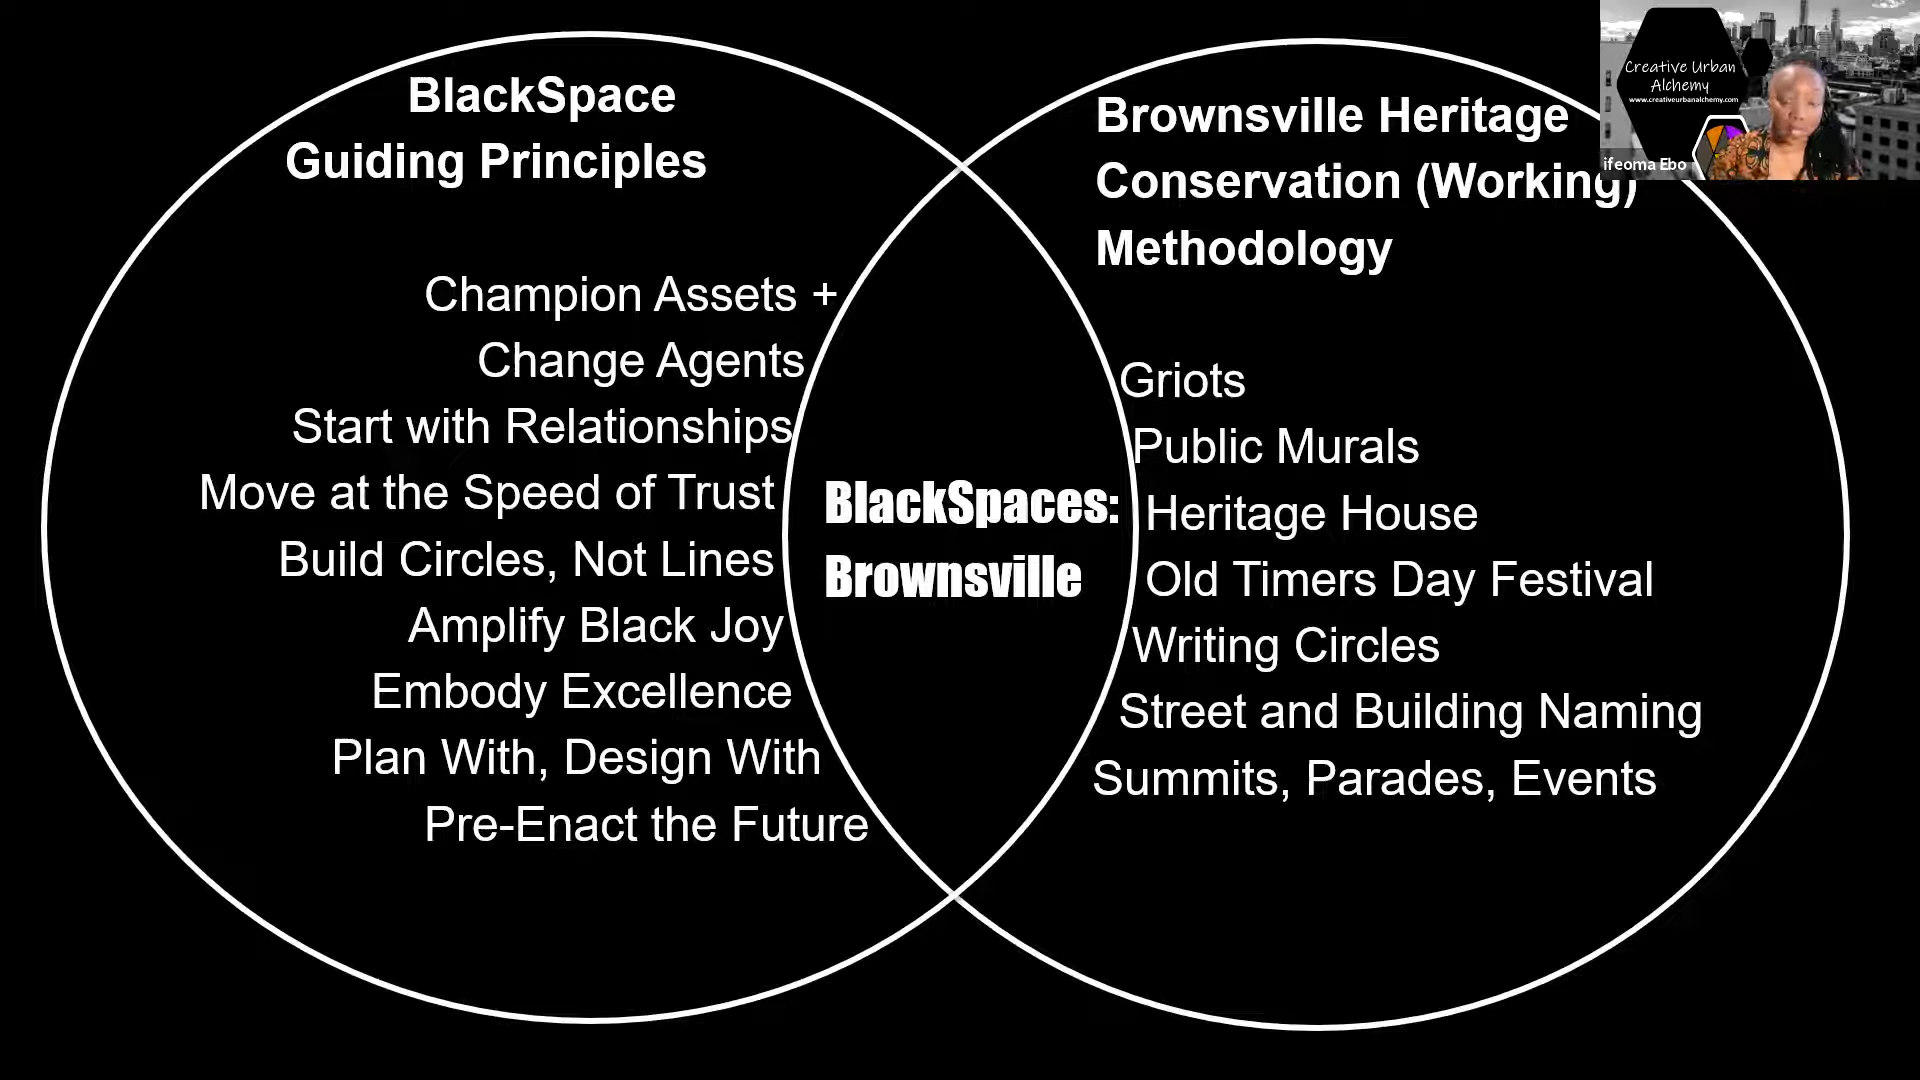 BlackSpace
Guiding Principles
Champion Assets +
Change Agents
Start with Relationships
Move at the Speed of Trust
Build Circles, Not Lines
Amplify Black Joy
Embody Excellence
Plan With, Design With
Pre-Enact the Future
BlackSpaces:
Brownsville
Brownsville Heritage
Conservation (Working)
Methodology
Griots
Public Murals
Heritage House
Old Timers Day Festival
Writing Circles
Street and Building Naming
Summits, Parades, Events
Creative Urban
Alchemy
www.creativeurbanalchemy.com
ifeoma Ebo